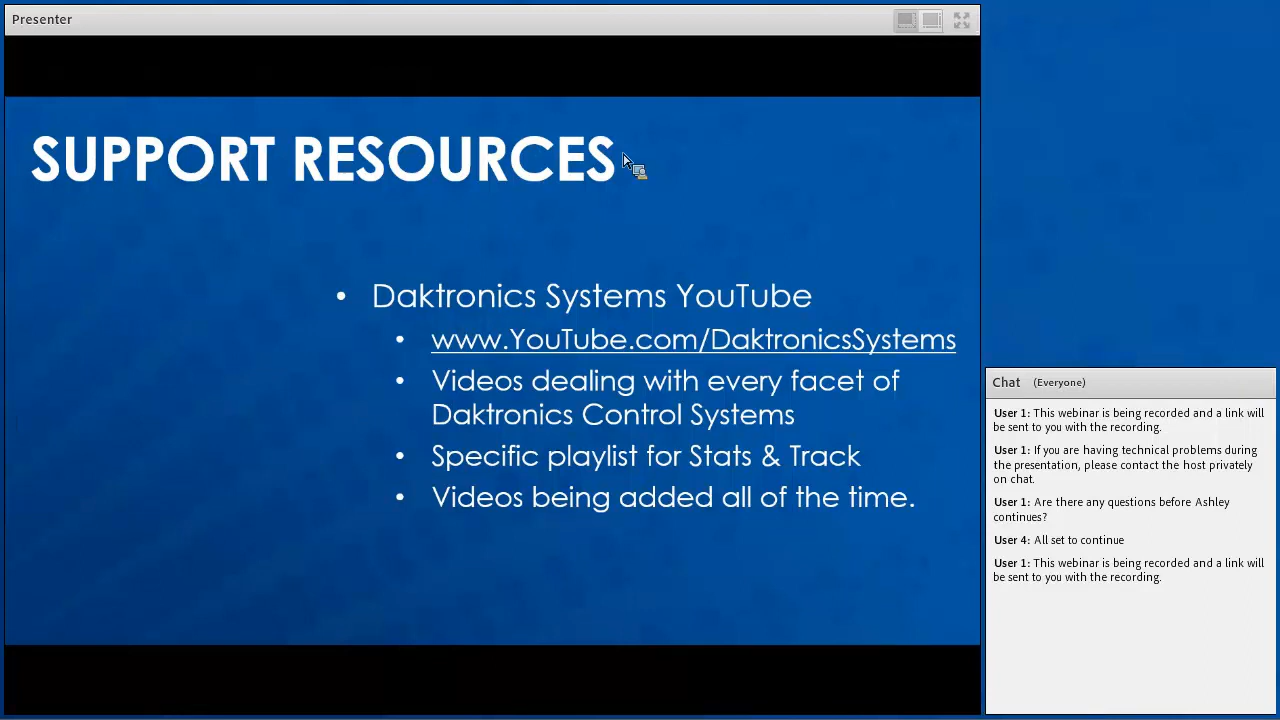 Presenter
SUPPORT RESOURCES
• Daktronics Systems YouTube
• www.YouTube.com/DaktronicsSystems
• Videos dealing with every facet of
Daktronics Control Systems
• Specific playlist for Stats & Track
• Videos being added all of the time.
Chat (Everyone)
User 1: This webinar is being recorded and a link will
be sent to you with the recording.
User 1: If you are having technical problems during
the presentation, please contact the host privately
on chat.
User 1: Are there any questions before Ashley
continues?
User 4: All set to continue
User 1: This webinar is being recorded and a link will
be sent to you with the recording.